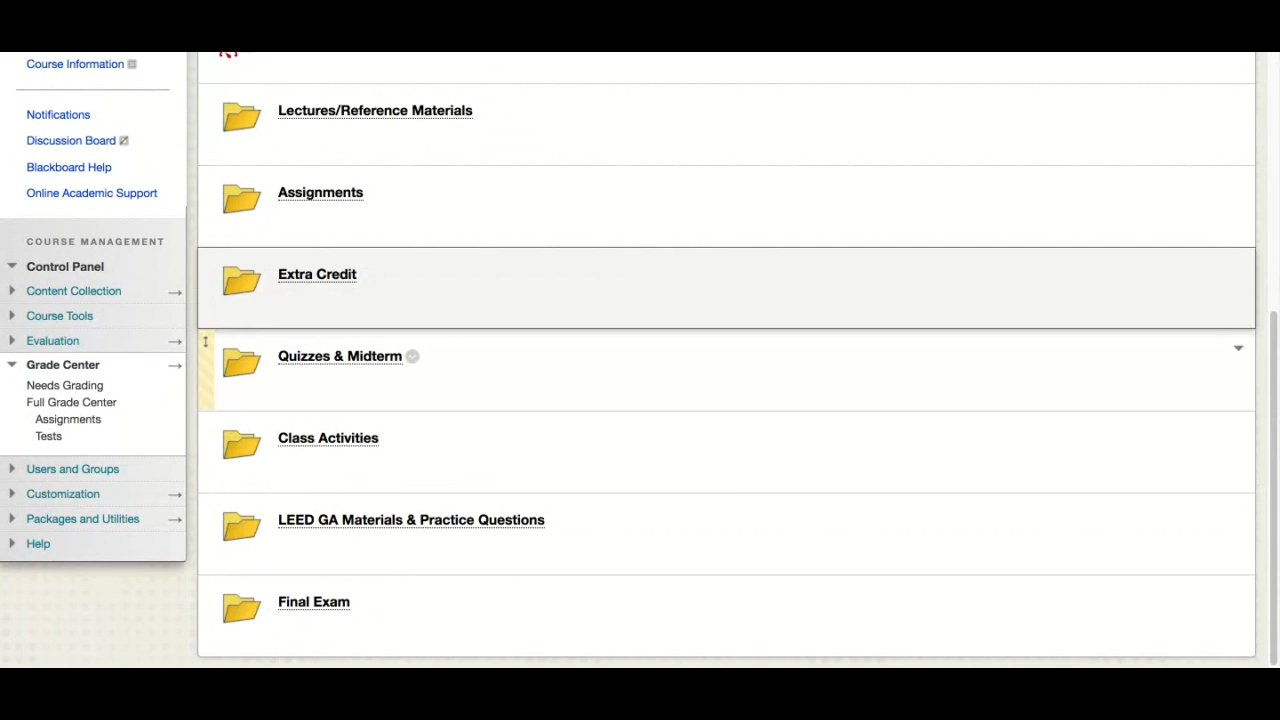 Course Information
Notifications
Discussion Board
Blackboard Help
Online Academic Support
COURSE MANAGEMENT
Control Panel
Content Collection
Course Tools
Evaluation
Grade Center
Needs Grading
Full Grade Center
Assignments
Tests
Users and Groups
Customization
Packages and Utilities
Help
Lectures/Reference Materials
Assignments
Extra Credit
Quizzes & Midterm
Class Activities
LEED GA Materials & Practice Questions
Final Exam